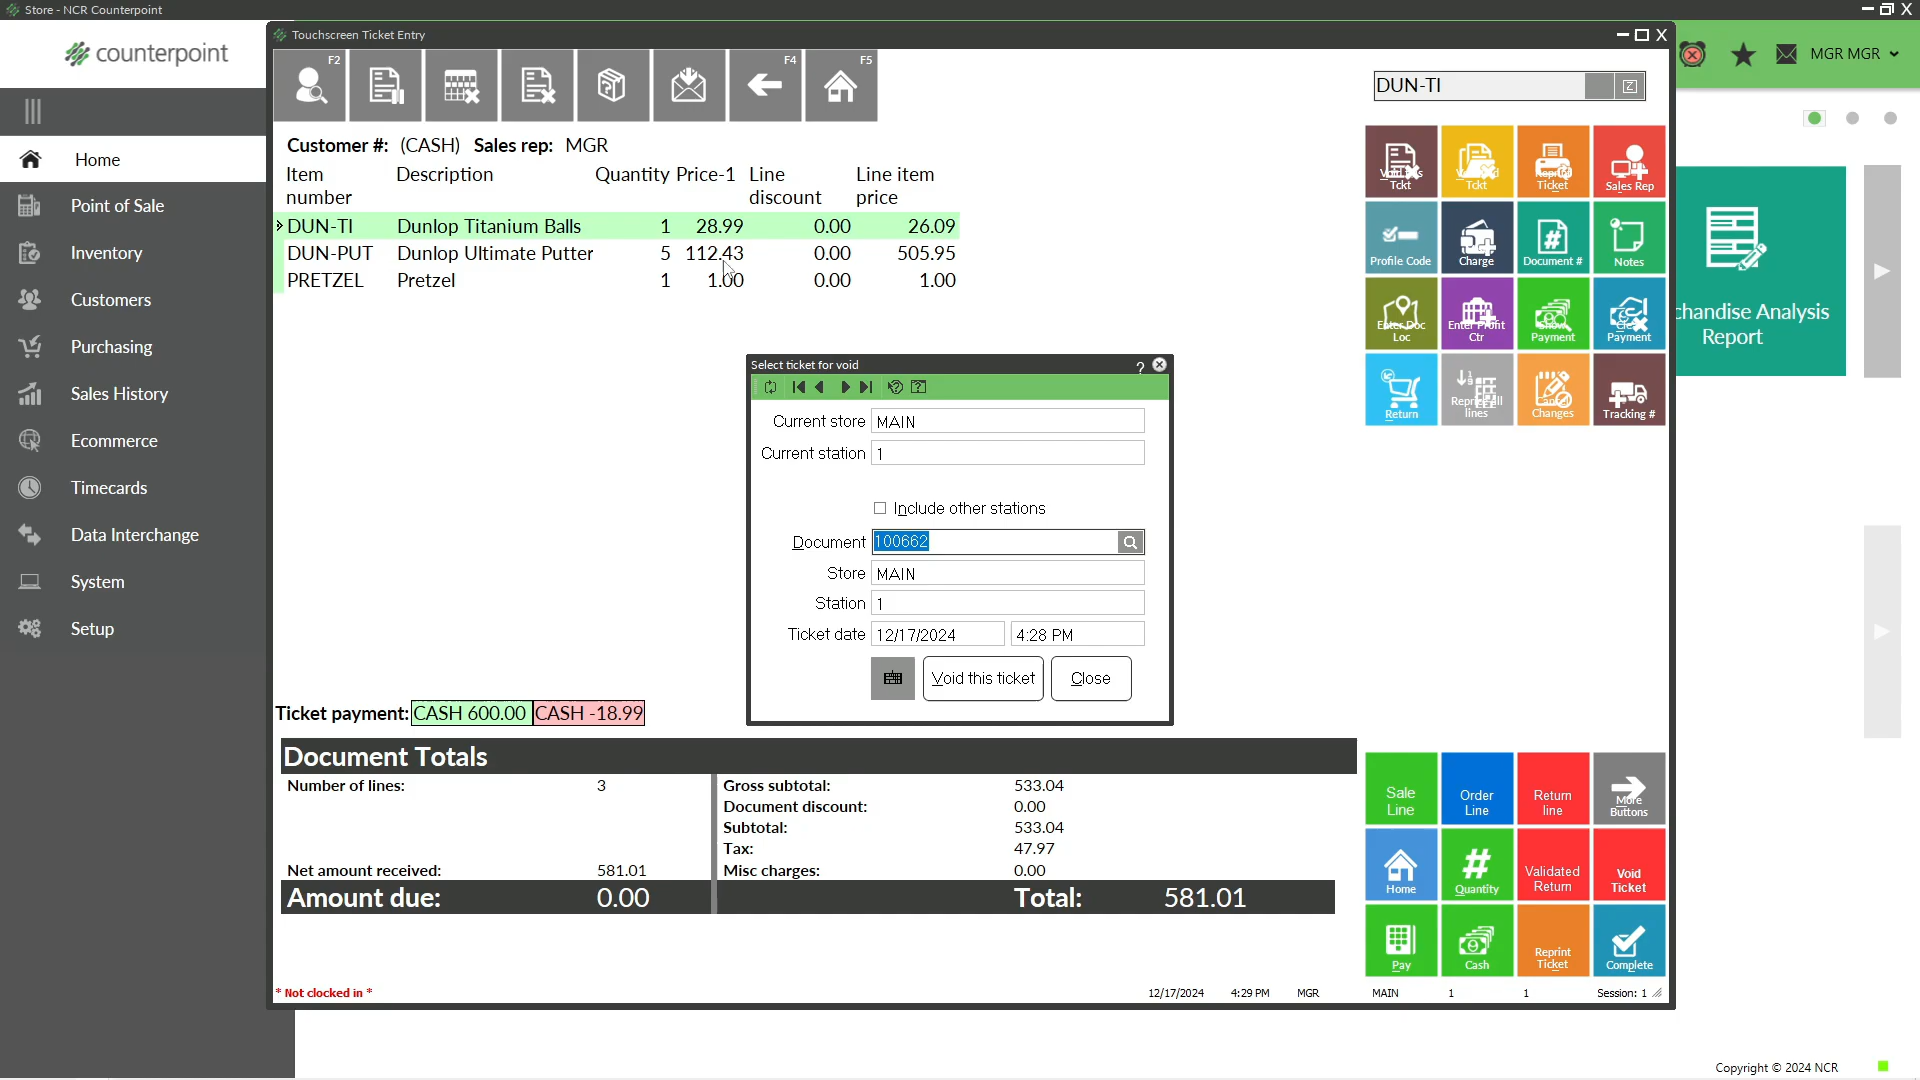 Store - NCR Counterpoint
counterpoint
Home
Point of Sale
Inventory
Customers
Purchasing
Sales History
Ecommerce
Timecards
Data Interchange
System
Setup
Touchscreen Ticket Entry
F2
F4
F5
DUN-TI
Z
MGR MGR
Customer #: (CASH) Sales rep: MGR
Item number Description Quantity Price-1 Line discount Line item price
DUN-TI Dunlop Titanium Balls 1 28.99 0.00 26.09
DUN-PUT Dunlop Ultimate Putter 5 112.43 0.00 505.95
PRETZEL Pretzel 1 1.00 0.00 1.00
Select ticket for void
?
Current store MAIN
Current station 1
Include other stations
Document 100662
Store MAIN
Station 1
Ticket date 12/17/2024 4:28 PM
Void this ticket Close
Tckt
Tckt
Reprint Ticket
Sales Rep
Profile Code
Charge
Document #
Notes
Enter Doc Loc
Enter Profit Ctr
Show Payment
Payment
Return
Reprice all lines
Cancel Changes
Tracking #
chandise Analysis
Report
Ticket payment: CASH 600.00 CASH -18.99
Document Totals
Number of lines: 3 Gross subtotal: 533.04
Document discount: 0.00
Subtotal: 533.04
Tax: 47.97
Net amount received: 581.01 Misc charges: 0.00
Amount due: 0.00 Total: 581.01
Sale Line
Order Line
Return line
More Buttons
Home
Quantity
Validated Return
Void Ticket
Pay
Cash
Reprint Ticket
Complete
* Not clocked in * 12/17/2024 4:29 PM MGR MAIN 1 1 Session: 1
Copyright © 2024 NCR